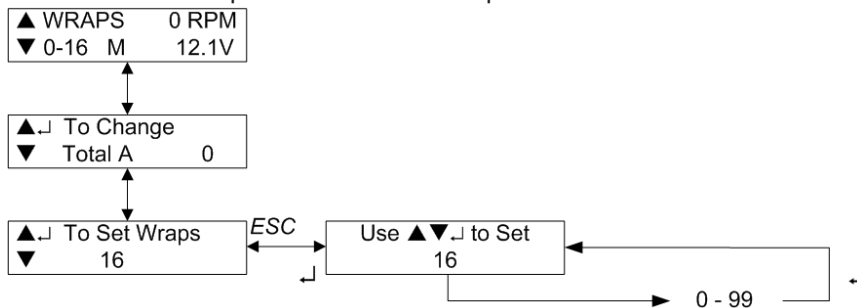 ▲ WRAPS 0 RPM
▼ 0-16 M 12.1V
▲↵ To Change
▼ Total A 0
▲↵ To Set Wraps
▼ 16
ESC
↵
Use ▲▼↵ to Set
16
0 - 99